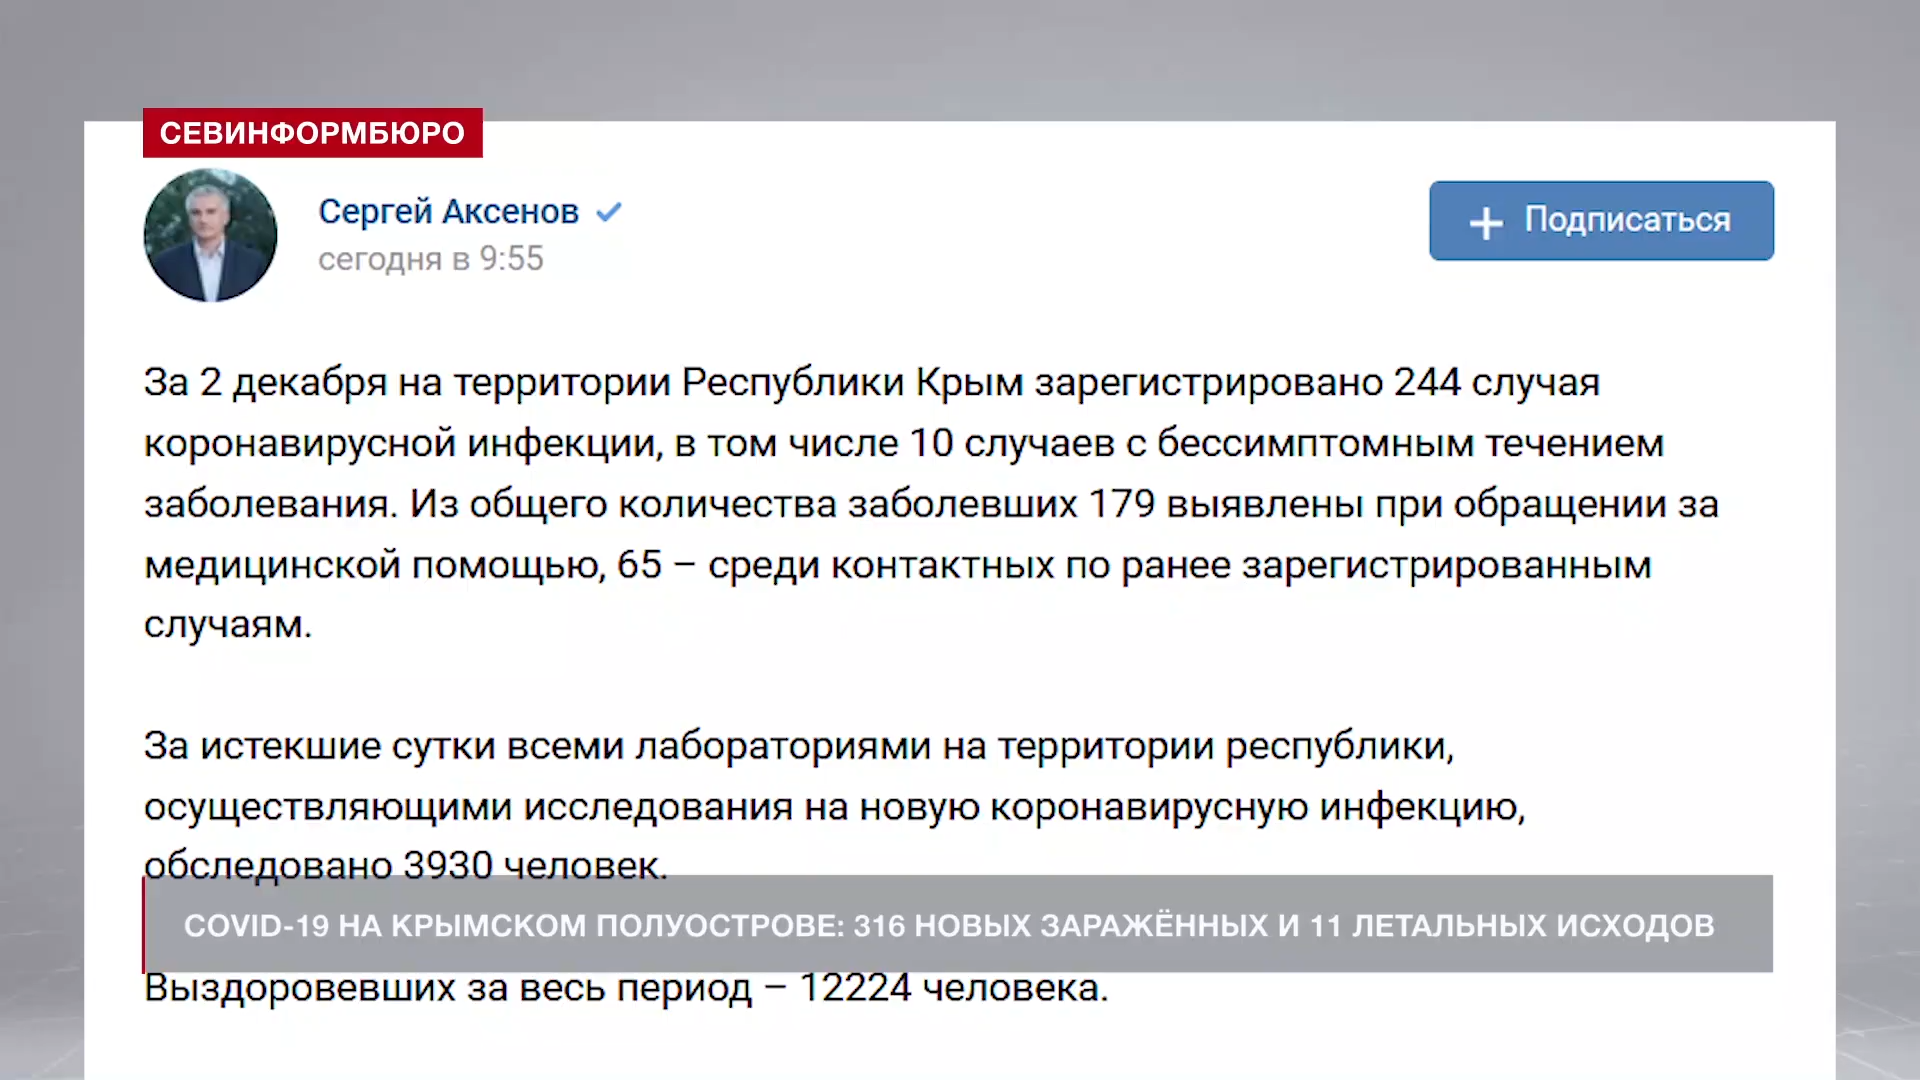 СЕВИНФОРМБЮРО
Сергей Аксенов
сегодня в 9:55
+ Подписаться
За 2 декабря на территории Республики Крым зарегистрировано 244 случая
коронавирусной инфекции, в том числе 10 случаев с бессимптомным течением
заболевания. Из общего количества заболевших 179 выявлены при обращении за
медицинской помощью, 65 – среди контактных по ранее зарегистрированным
случаям.
За истекшие сутки всеми лабораториями на территории республики,
осуществляющими исследования на новую коронавирусную инфекцию,
обследовано 3930 человек.
COVID-19 НА КРЫМСКОМ ПОЛУОСТРОВЕ: 316 НОВЫХ ЗАРАЖЁННЫХ И 11 ЛЕТАЛЬНЫХ ИСХОДОВ
Выздоровевших за весь период – 12224 человека.